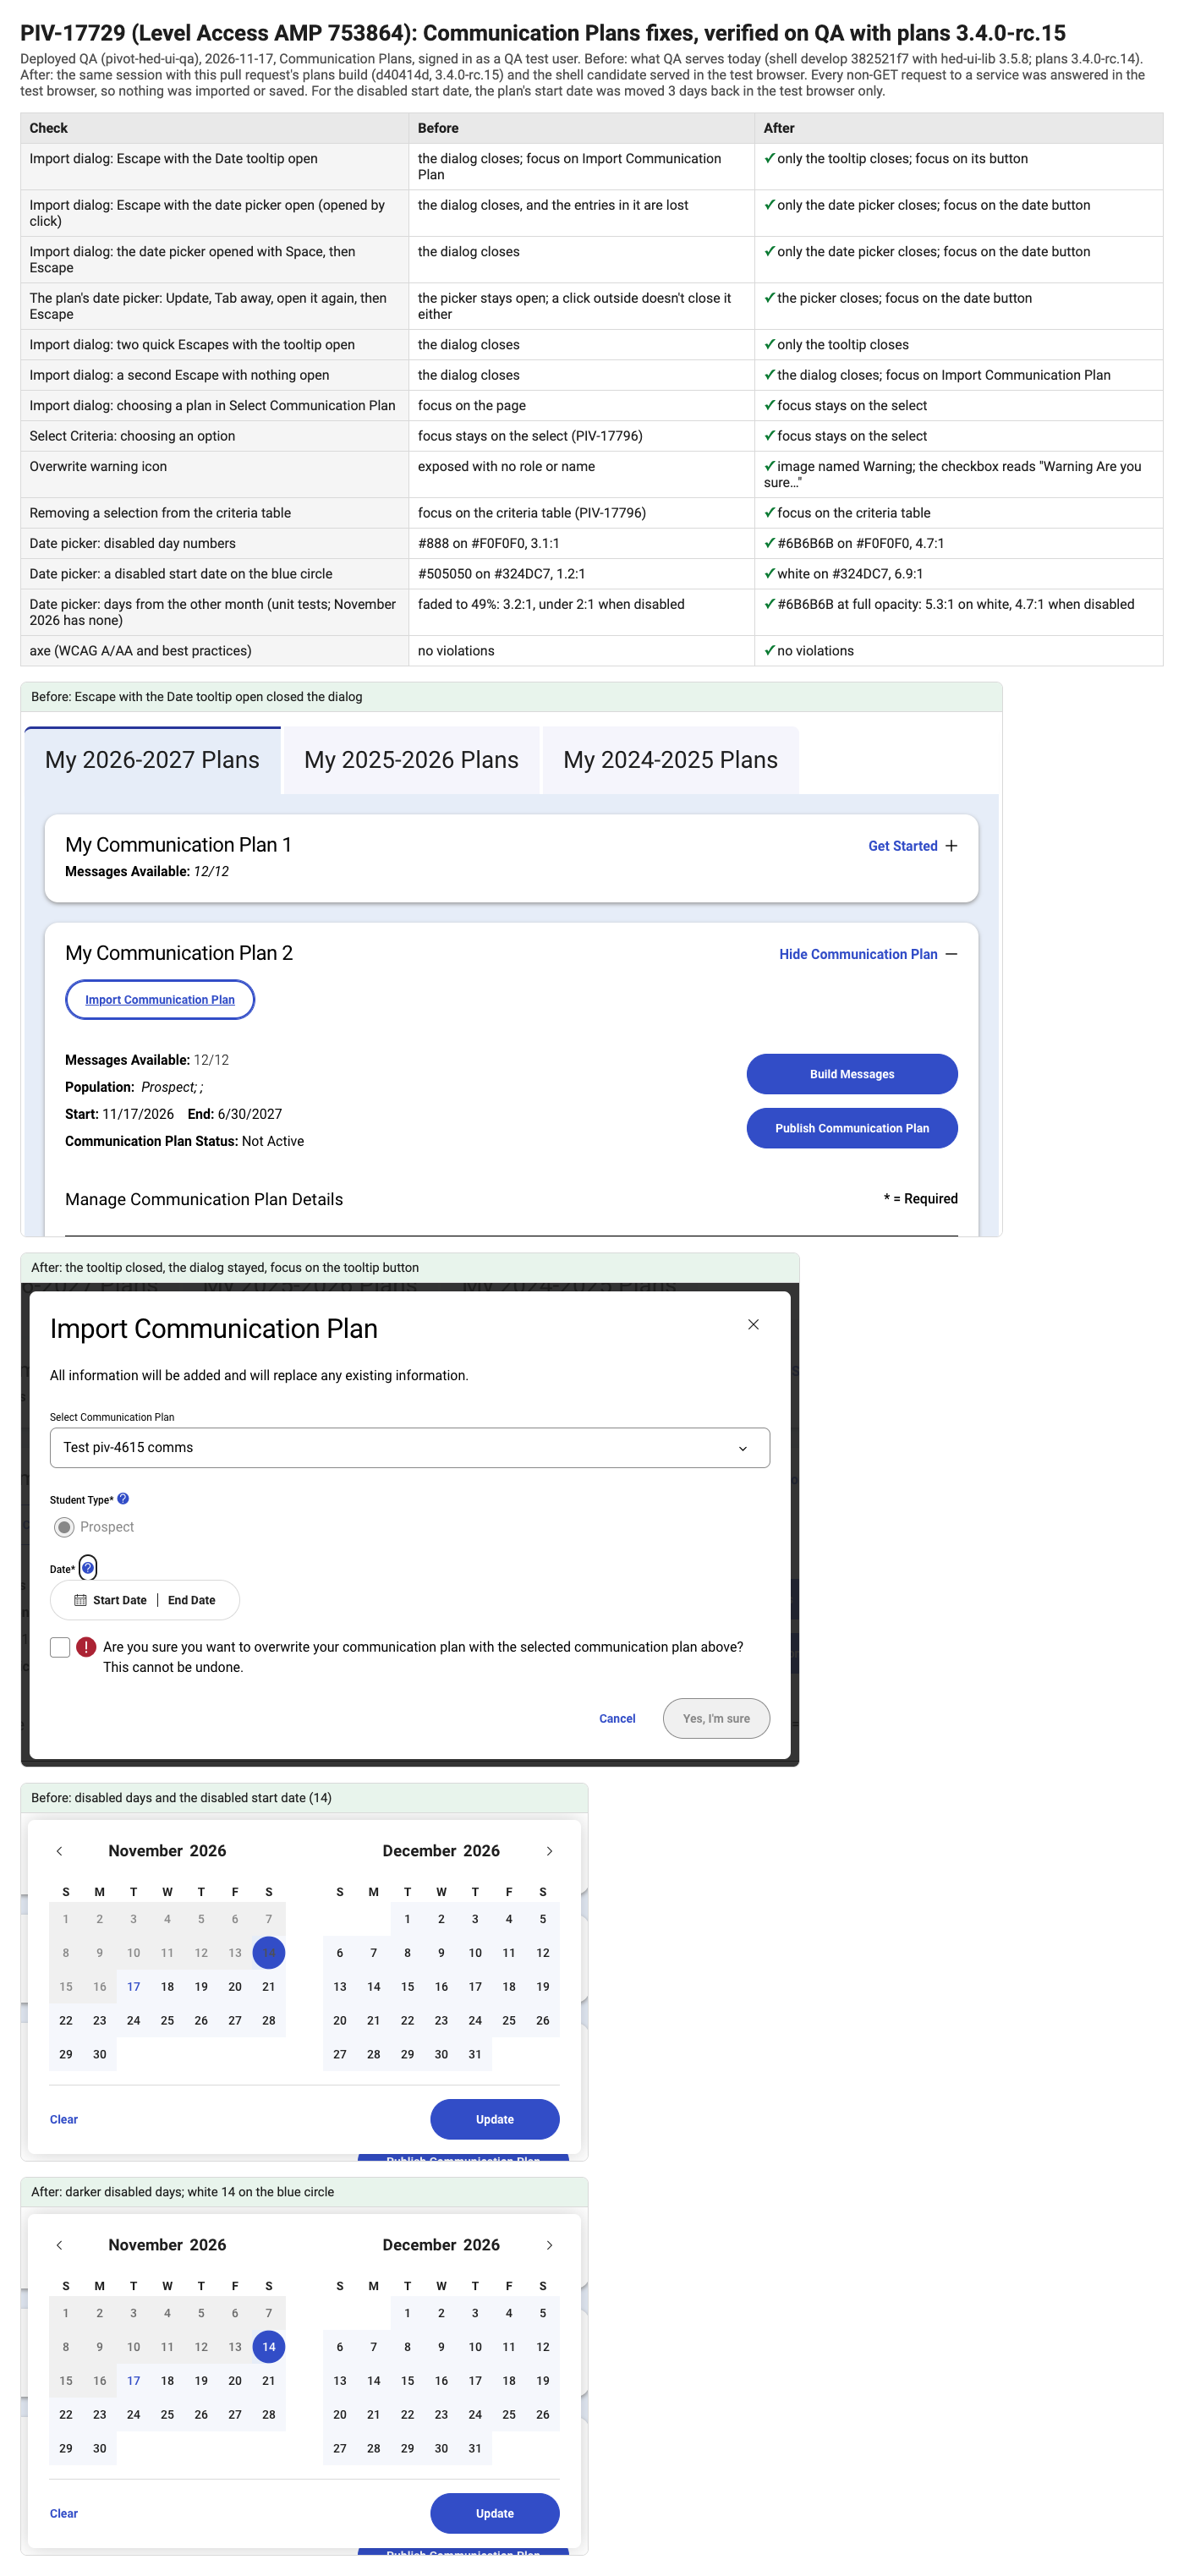 PIV-17729 (Level Access AMP 753864): Communication Plans fixes, verified on QA with plans 3.4.0-rc.15
Deployed QA (pivot-hed-ui-qa), 2026-11-17, Communication Plans, signed in as a QA test user. Before: what QA serves today (shell develop 382521f7 with hed-ui-lib 3.5.8; plans 3.4.0-rc.14).
After: the same session with this pull request's plans build (d40414d, 3.4.0-rc.15) and the shell candidate served in the test browser. Every non-GET request to a service was answered in the
test browser, so nothing was imported or saved. For the disabled start date, the plan's start date was moved 3 days back in the test browser only.
Check Before After
Import dialog: Escape with the Date tooltip open
the dialog closes; focus on Import Communication
Plan
✓ only the tooltip closes; focus on its button
Import dialog: Escape with the date picker open (opened by
click)
the dialog closes, and the entries in it are lost
✓ only the date picker closes; focus on the date button
Import dialog: the date picker opened with Space, then
Escape
the dialog closes
✓ only the date picker closes; focus on the date button
The plan's date picker: Update, Tab away, open it again, then
Escape
the picker stays open; a click outside doesn't close it
either
✓ the picker closes; focus on the date button
Import dialog: two quick Escapes with the tooltip open
the dialog closes
✓ only the tooltip closes
Import dialog: a second Escape with nothing open
the dialog closes
✓ the dialog closes; focus on Import Communication Plan
Import dialog: choosing a plan in Select Communication Plan
focus on the page
✓ focus stays on the select
Select Criteria: choosing an option
focus stays on the select (PIV-17796)
✓ focus stays on the select
Overwrite warning icon
exposed with no role or name
✓ image named Warning; the checkbox reads "Warning Are you
sure…"
Removing a selection from the criteria table
focus on the criteria table (PIV-17796)
✓ focus on the criteria table
Date picker: disabled day numbers
#888 on #F0F0F0, 3.1:1
✓ #6B6B6B on #F0F0F0, 4.7:1
Date picker: a disabled start date on the blue circle
#505050 on #324DC7, 1.2:1
✓ white on #324DC7, 6.9:1
Date picker: days from the other month (unit tests; November
2026 has none)
faded to 49%: 3.2:1, under 2:1 when disabled
✓ #6B6B6B at full opacity: 5.3:1 on white, 4.7:1 when disabled
axe (WCAG A/AA and best practices)
no violations
✓ no violations
Before: Escape with the Date tooltip open closed the dialog
My 2026-2027 Plans My 2025-2026 Plans My 2024-2025 Plans
My Communication Plan 1
Get Started
Messages Available: 12/12
My Communication Plan 2
Hide Communication Plan
Import Communication Plan
Messages Available: 12/12
Population: Prospect; ;
Start: 11/17/2026 End: 6/30/2027
Communication Plan Status: Not Active
Build Messages
Publish Communication Plan
Manage Communication Plan Details
* = Required
After: the tooltip closed, the dialog stayed, focus on the tooltip button
Import Communication Plan
All information will be added and will replace any existing information.
Select Communication Plan
Test piv-4615 comms
Student Type* ?
Prospect
Date* ?
Start Date | End Date
! Are you sure you want to overwrite your communication plan with the selected communication plan above?
This cannot be undone.
Cancel Yes, I'm sure
Before: disabled days and the disabled start date (14)
November 2026
S M T W T F S
1 2 3 4 5 6 7
8 9 10 11 12 13 14
15 16 17 18 19 20 21
22 23 24 25 26 27 28
29 30
December 2026
S M T W T F S
1 2 3 4 5
6 7 8 9 10 11 12
13 14 15 16 17 18 19
20 21 22 23 24 25 26
27 28 29 30 31
Clear Update
Publish Communication Plan
After: darker disabled days; white 14 on the blue circle
November 2026
S M T W T F S
1 2 3 4 5 6 7
8 9 10 11 12 13 14
15 16 17 18 19 20 21
22 23 24 25 26 27 28
29 30
December 2026
S M T W T F S
1 2 3 4 5
6 7 8 9 10 11 12
13 14 15 16 17 18 19
20 21 22 23 24 25 26
27 28 29 30 31
Clear Update
Publish Communication Plan